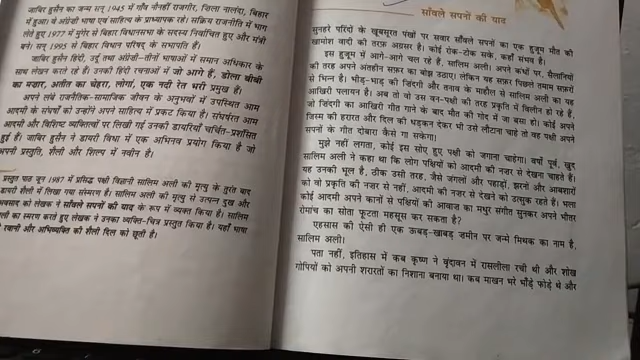 जाबिर हुसैन का जन्म सन् 1945 में गाँव नौनहीं राजगीर, ज़िला नालंदा, बिहार
में हुआ। वे अंग्रेज़ी भाषा एवं साहित्य के प्राध्यापक रहे। सक्रिय राजनीति में भाग
लेते हुए 1977 में मुंगेर से बिहार विधानसभा के सदस्य निर्वाचित हुए और मंत्री
बने। सन् 1995 से बिहार विधान परिषद् के सभापति हैं।
जाबिर हुसैन हिंदी, उर्दू तथा अंग्रेज़ी–तीनों भाषाओं में समान अधिकार के
साथ लेखन करते रहे हैं। उनकी हिंदी रचनाओं में जो आगे हैं, डोला बीबी
का मज़ार, अतीत का चेहरा, लोगां, एक नदी रेत भरी प्रमुख हैं।
अपने लंबे राजनैतिक-सामाजिक जीवन के अनुभवों में उपस्थित आम
आदमी के संघर्षों को उन्होंने अपने साहित्य में प्रकट किया है। संघर्षरत आम
आदमी और विशिष्ट व्यक्तित्वों पर लिखी गई उनकी डायरियाँ चर्चित-प्रशंसित
हुई हैं। जाबिर हुसैन ने डायरी विधा में एक अभिनव प्रयोग किया है जो
अपनी प्रस्तुति, शैली और शिल्प में नवीन है।
प्रस्तुत पाठ जून 1987 में प्रसिद्ध पक्षी विज्ञानी सालिम अली की मृत्यु के तुरंत बाद
डायरी शैली में लिखा गया संस्मरण है। सालिम अली की मृत्यु से उत्पन्न दुख और
अवसाद को लेखक ने साँवले सपनों की याद के रूप में व्यक्त किया है। सालिम
अली का स्मरण करते हुए लेखक ने उनका व्यक्ति-चित्र प्रस्तुत किया है। यहाँ भाषा
की रवानी और अभिव्यक्ति की शैली दिल को छूती है।
साँवले सपनों की याद
सुनहरे परिंदों के खूबसूरत पंखों पर सवार साँवले सपनों का एक हुजूम मौत की
खामोश वादी की तरफ़ अग्रसर है। कोई रोक-टोक सके, कहाँ संभव है।
इस हुजूम में आगे-आगे चल रहे हैं, सालिम अली। अपने कंधों पर, सैलानियों
की तरह अपने अंतहीन सफ़र का बोझ उठाए। लेकिन यह सफ़र पिछले तमाम सफ़रों
से भिन्न है। भीड़-भाड़ की ज़िंदगी और तनाव के माहौल से सालिम अली का यह
आखिरी पलायन है। अब तो वो उस वन-पक्षी की तरह प्रकृति में विलीन हो रहे हैं,
जो ज़िंदगी का आखिरी गीत गाने के बाद मौत की गोद में जा बसा हो। कोई अपने
जिस्म की हरारत और दिल की धड़कन देकर भी उसे लौटाना चाहे तो वह पक्षी अपने
सपनों के गीत दोबारा कैसे गा सकेगा!
मुझे नहीं लगता, कोई इस सोए हुए पक्षी को जगाना चाहेगा। वर्षों पूर्व, खुद
सालिम अली ने कहा था कि लोग पक्षियों को आदमी की नज़र से देखना चाहते हैं।
यह उनकी भूल है, ठीक उसी तरह, जैसे जंगलों और पहाड़ों, झरनों और आबशारों
को वो प्रकृति की नज़र से नहीं, आदमी की नज़र से देखने को उत्सुक रहते हैं। भला
कोई आदमी अपने कानों से पक्षियों की आवाज़ का मधुर संगीत सुनकर अपने भीतर
रोमांच का सोता फूटता महसूस कर सकता है?
एहसास की ऐसी ही एक ऊबड़-खाबड़ ज़मीन पर जन्मे मिथक का नाम है,
सालिम अली।
पता नहीं, इतिहास में कब कृष्ण ने वृंदावन में रासलीला रची थी और शोख
गोपियों को अपनी शरारतों का निशाना बनाया था। कब माखन भरे भाँड़े फोड़े थे और